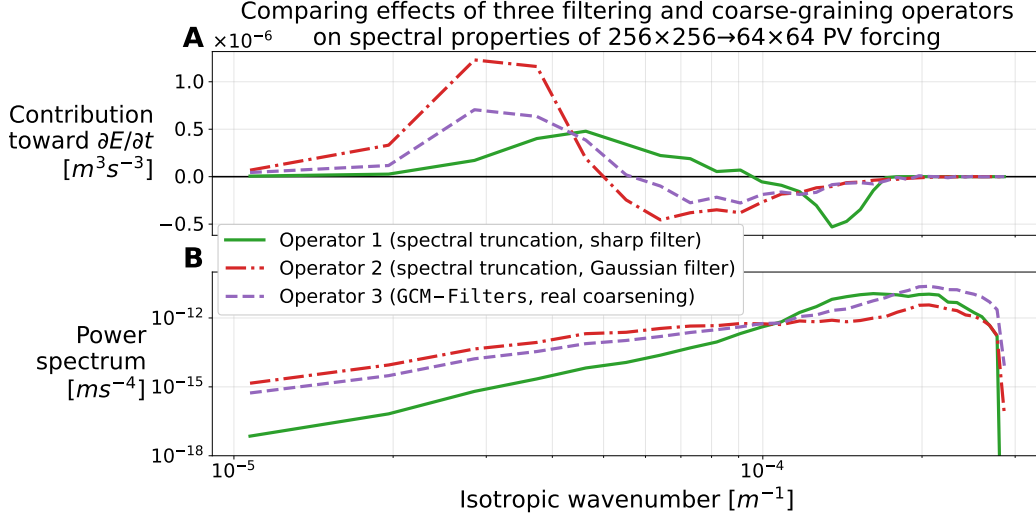 Comparing effects of three filtering and coarse-graining operators
on spectral properties of 256×256→64×64 PV forcing
A ×10⁻⁶
Contribution
toward ∂E/∂t
[m³s⁻³]
1.0
0.5
0.0
−0.5
Operator 1 (spectral truncation, sharp filter)
Operator 2 (spectral truncation, Gaussian filter)
Operator 3 (GCM-Filters, real coarsening)
B
Power
spectrum
[ms⁻⁴]
10⁻¹²
10⁻¹⁵
10⁻¹⁸
10⁻⁵ 10⁻⁴
Isotropic wavenumber [m⁻¹]